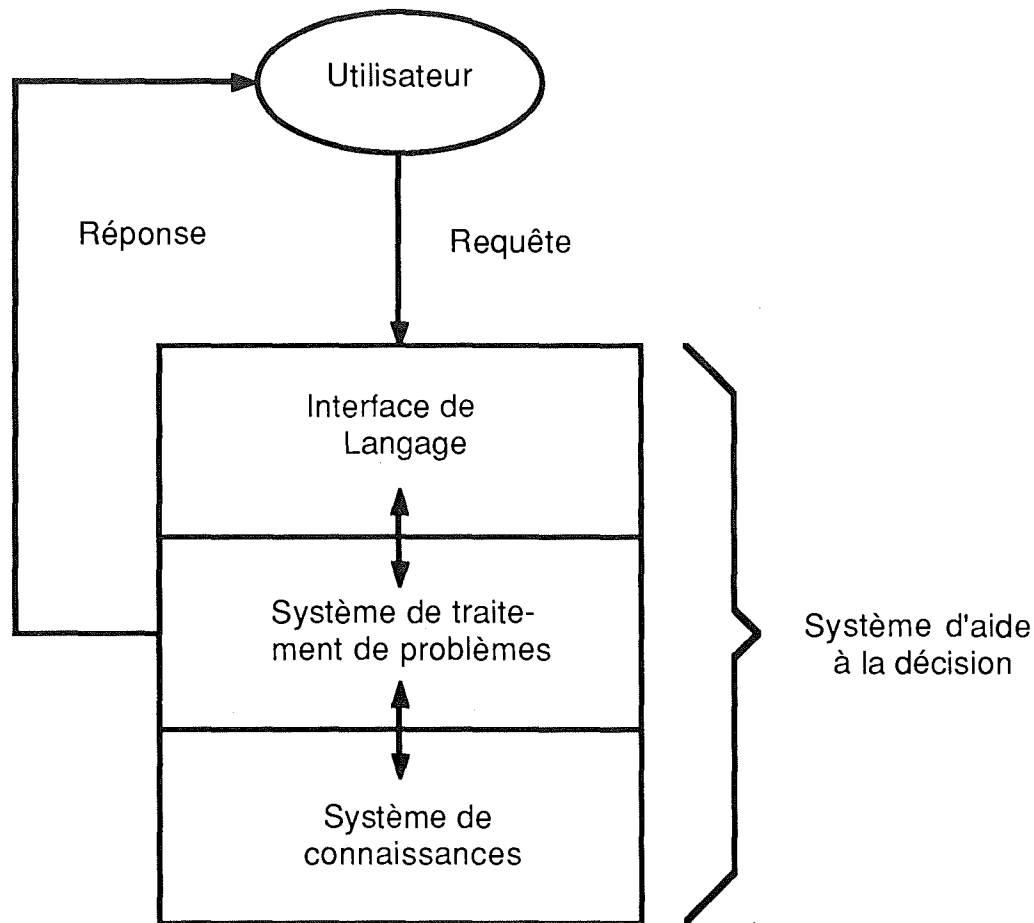 Utilisateur
Réponse
Requête
Interface de
Langage
Système de traite-
ment de problèmes
Système d'aide
à la décision
Système de
connaissances